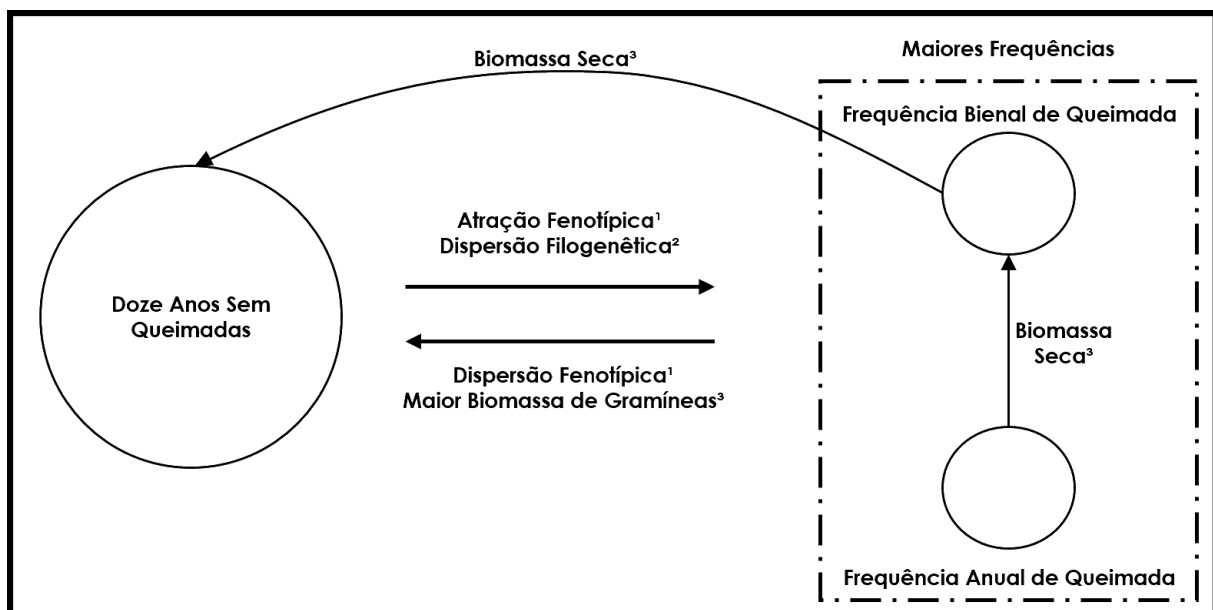 Biomassa Seca³
Maiores Frequências
Frequência Bienal de Queimada
Atração Fenotípica¹
Dispersão Filogenêtica²
Doze Anos Sem
Queimadas
Biomassa
Seca³
Dispersão Fenotípica¹
Maior Biomassa de Gramíneas³
Frequência Anual de Queimada